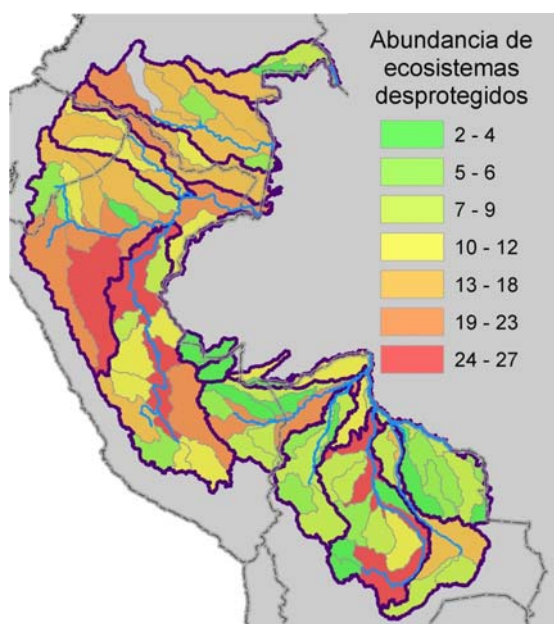 Abundancia de
ecosistemas
desprotegidos
2 - 4
5 - 6
7 - 9
10 - 12
13 - 18
19 - 23
24 - 27